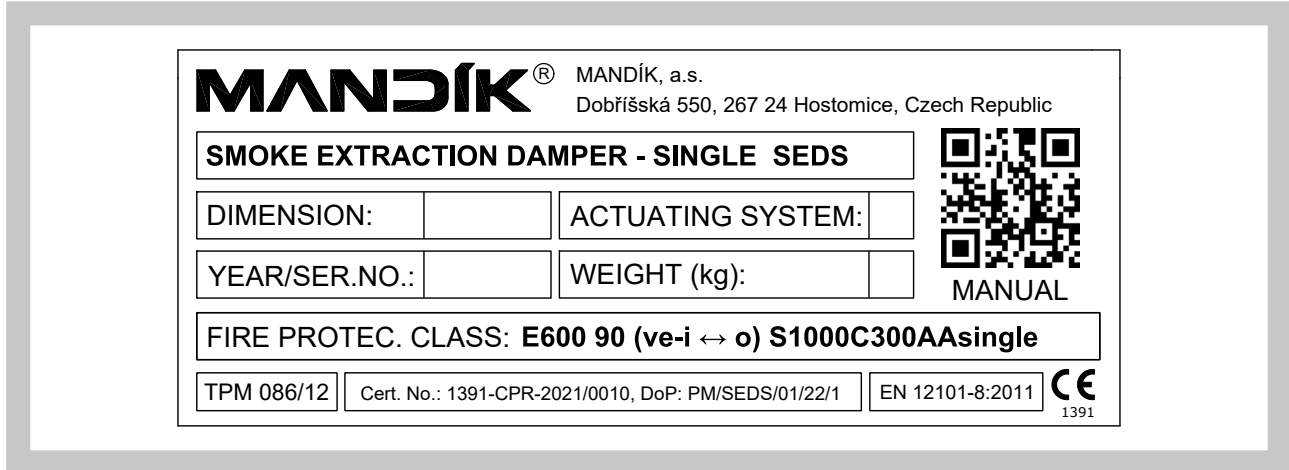 MANDÍK® MANDÍK, a.s.
Dobříšská 550, 267 24 Hostomice, Czech Republic
SMOKE EXTRACTION DAMPER - SINGLE SEDS
DIMENSION: ACTUATING SYSTEM:
YEAR/SER.NO.: WEIGHT (kg):
MANUAL
FIRE PROTEC. CLASS: E600 90 (ve-i ↔ o) S1000C300AAsingle
TPM 086/12 Cert. No.: 1391-CPR-2021/0010, DoP: PM/SEDS/01/22/1 EN 12101-8:2011 CE
1391